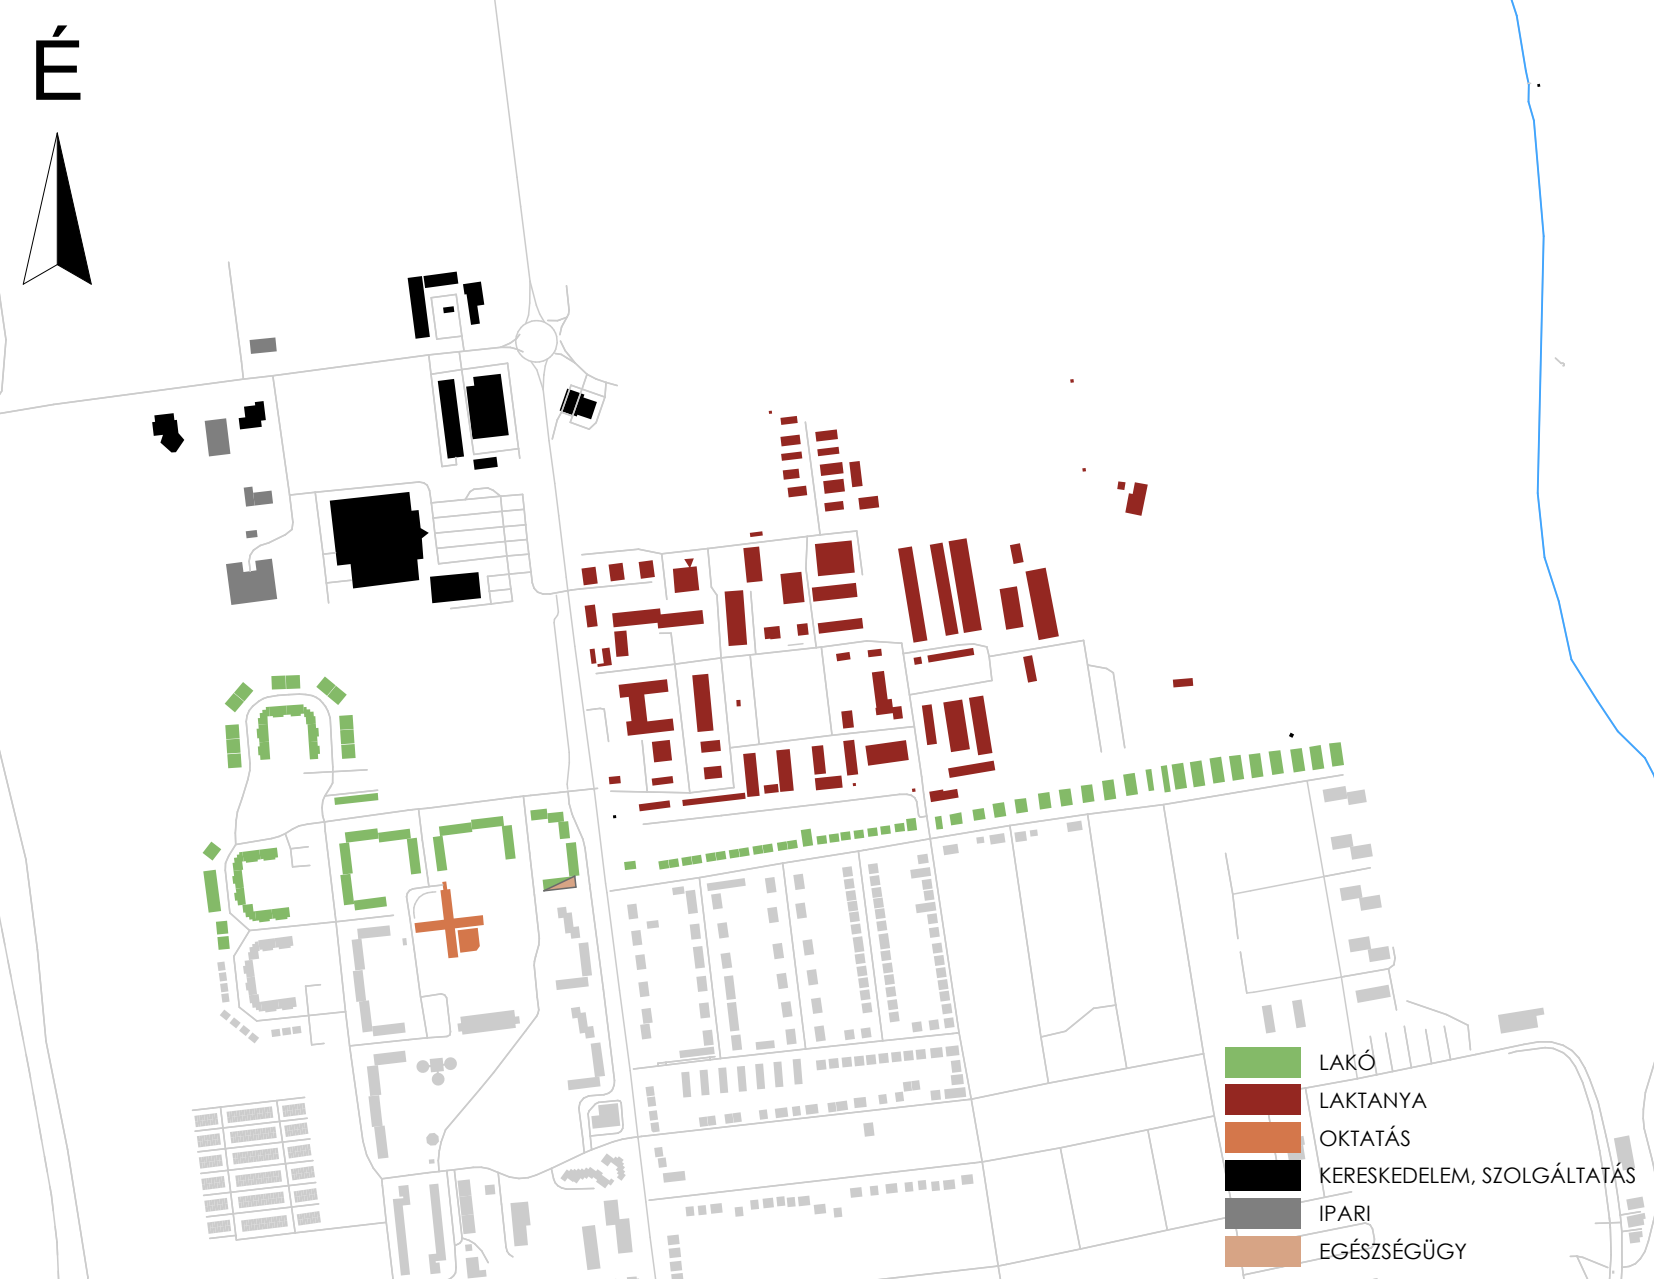 É
LAKÓ
LAKTANYA
OKTATÁS
KERESKEDELEM, SZOLGÁLTATÁS
IPARI
EGÉSZSÉGÜGY